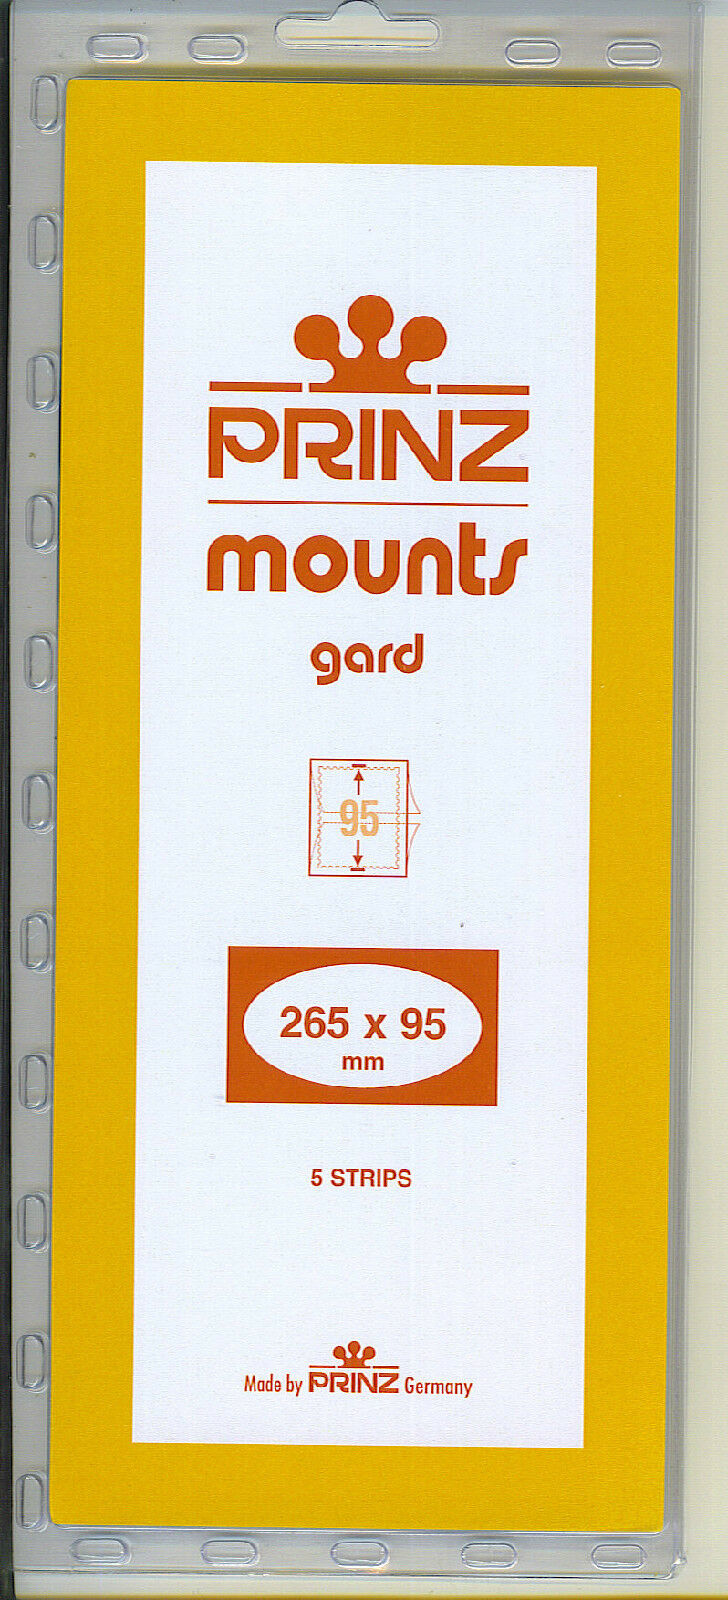 PRINZ
mounts
gard
95
265 x 95
mm
5 STRIPS
Made by PRINZ Germany